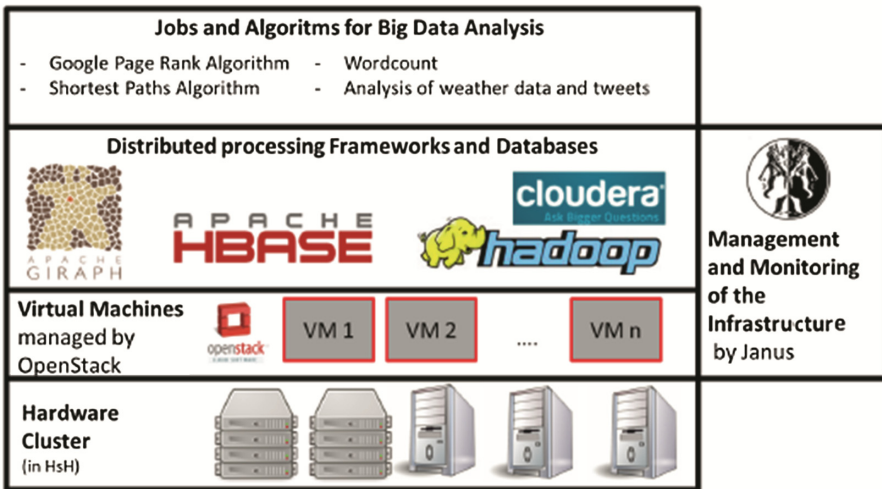 Jobs and Algoritms for Big Data Analysis
- Google Page Rank Algorithm - Wordcount
- Shortest Paths Algorithm - Analysis of weather data and tweets
Distributed processing Frameworks and Databases
APACHE
GIRAPH
APACHE
HBASE
cloudera
Ask Bigger Questions
hadoop
Management
and Monitoring
of the
Infrastructure
by Janus
Virtual Machines
managed by
OpenStack
openstack
CLOUD SOFTWARE
VM 1
VM 2
....
VM n
Hardware
Cluster
(in HsH)